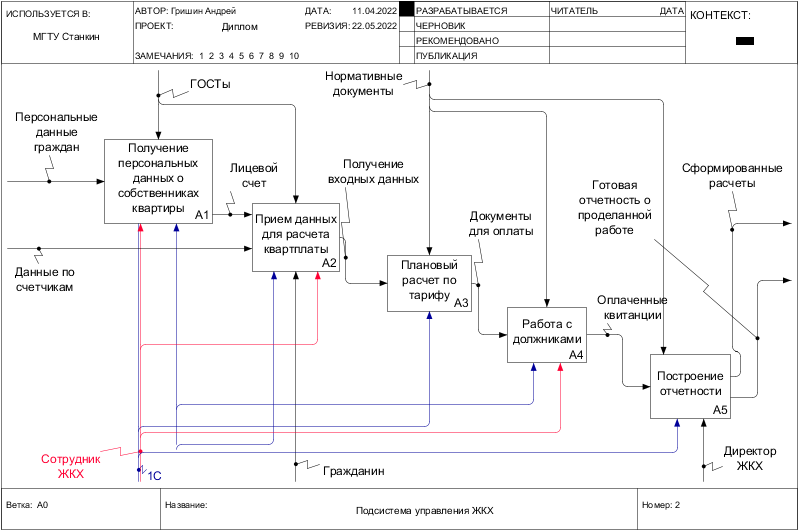 ИСПОЛЬЗУЕТСЯ В:
МГТУ Станкин
АВТОР: Гришин Андрей
ДАТА: 11.04.2022
ПРОЕКТ: Диплом
РЕВИЗИЯ: 22.05.2022
ЗАМЕЧАНИЯ: 1 2 3 4 5 6 7 8 9 10
РАЗРАБАТЫВАЕТСЯ
ЧЕРНОВИК
РЕКОМЕНДОВАНО
ПУБЛИКАЦИЯ
ЧИТАТЕЛЬ
ДАТА
КОНТЕКСТ:
ГОСТы
Нормативные
документы
Персональные
данные
граждан
Получение
персональных
данных о
собственниках
квартиры
A1
Лицевой
счет
Получение
входных данных
Прием данных
для расчета
квартплаты
A2
Данные по
счетчикам
Документы
для оплаты
Плановый
расчет по
тарифу
A3
Готовая
отчетность о
проделанной
работе
Сформированные
расчеты
Работа с
должниками
A4
Оплаченные
квитанции
Построение
отчетности
A5
Сотрудник
ЖКХ
1С
Гражданин
Директор
ЖКХ
Ветка: A0
Название:
Подсистема управления ЖКХ
Номер: 2